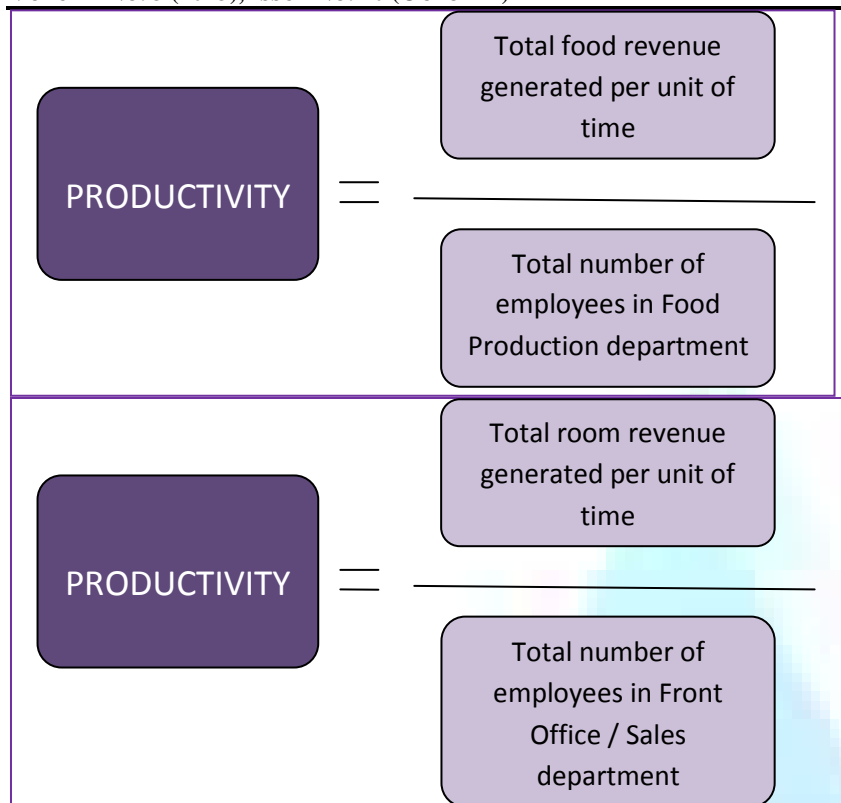 Total food revenue
generated per unit of
time
PRODUCTIVITY
=
Total number of
employees in Food
Production department
Total room revenue
generated per unit of
time
PRODUCTIVITY
=
Total number of
employees in Front
Office / Sales
department